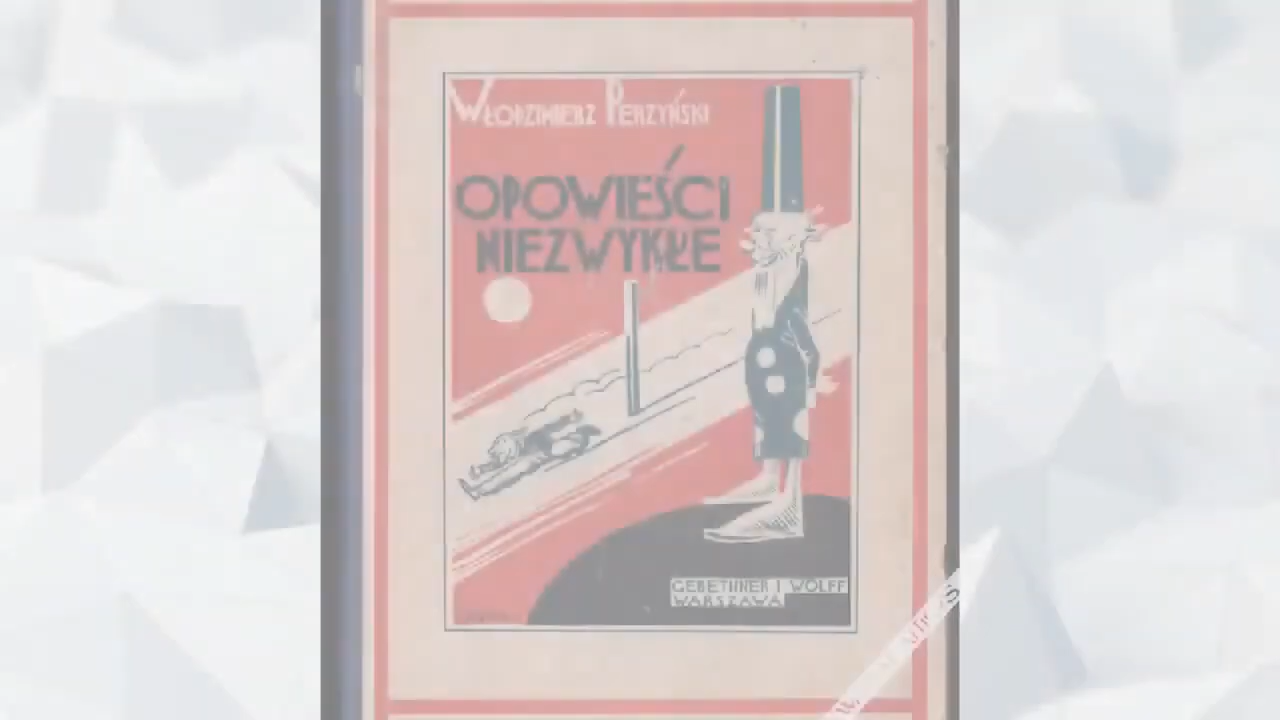 WŁODZIMIERZ PERZYŃSKI
OPOWIEŚCI
NIEZWYKŁE
GEBETHNER I WOLFF
WARSZAWA